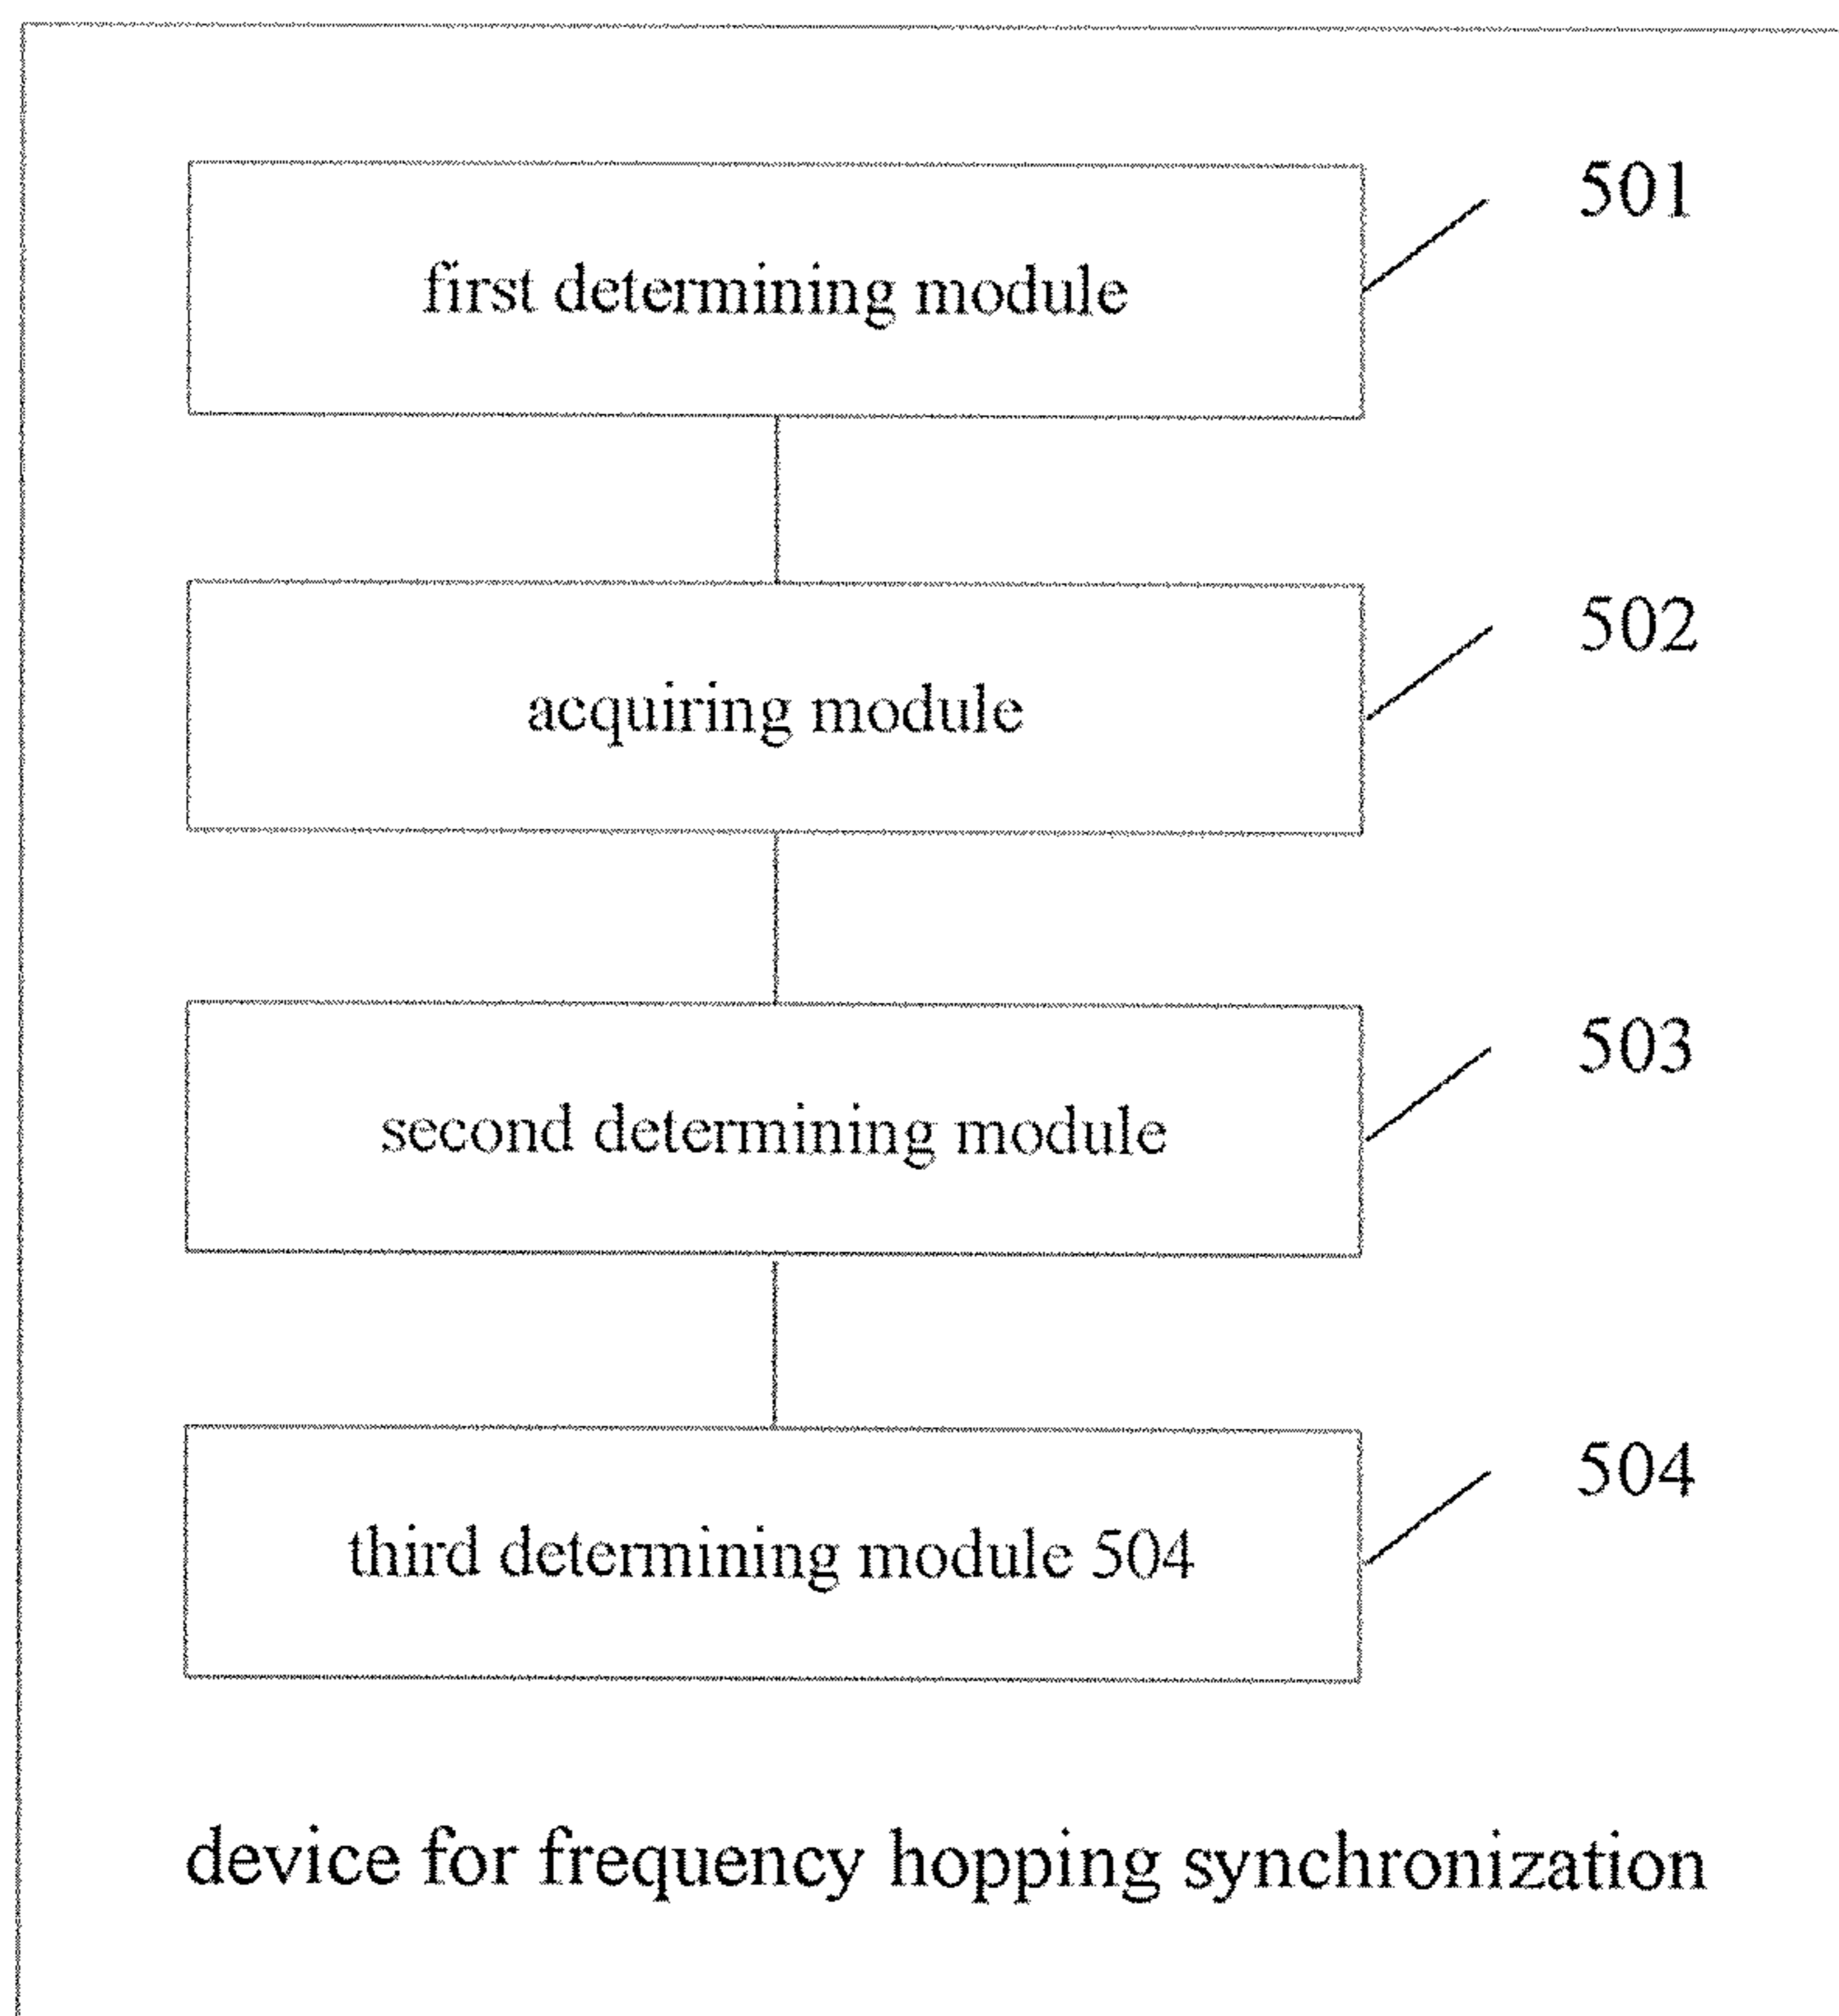 501
first determining module
502
acquiring module
503
second determining module
504
third determining module 504
device for frequency hopping synchronization